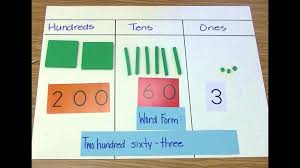 Hundreds Tens Ones
200 60 3
Word Form:
Two hundred sixty-three